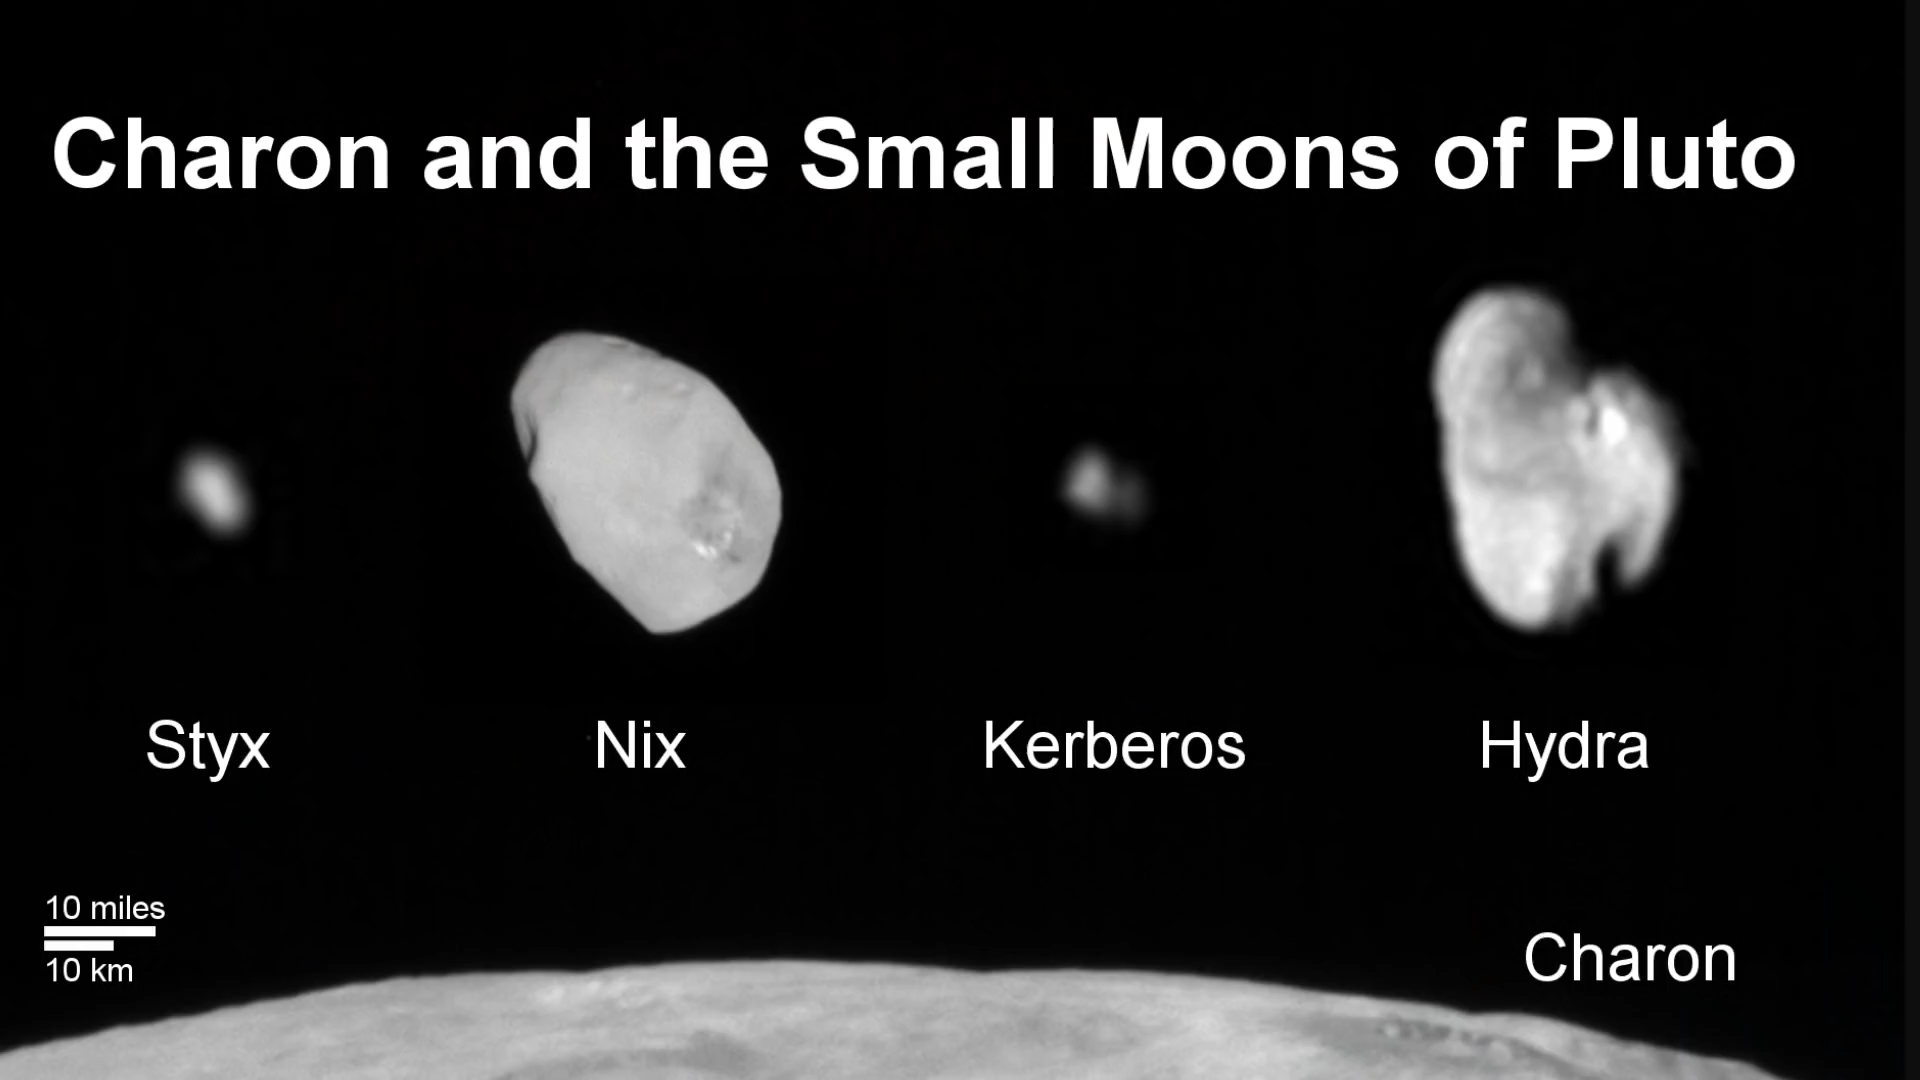 Charon and the Small Moons of Pluto
Styx
Nix
Kerberos
Hydra
10 miles
10 km
Charon